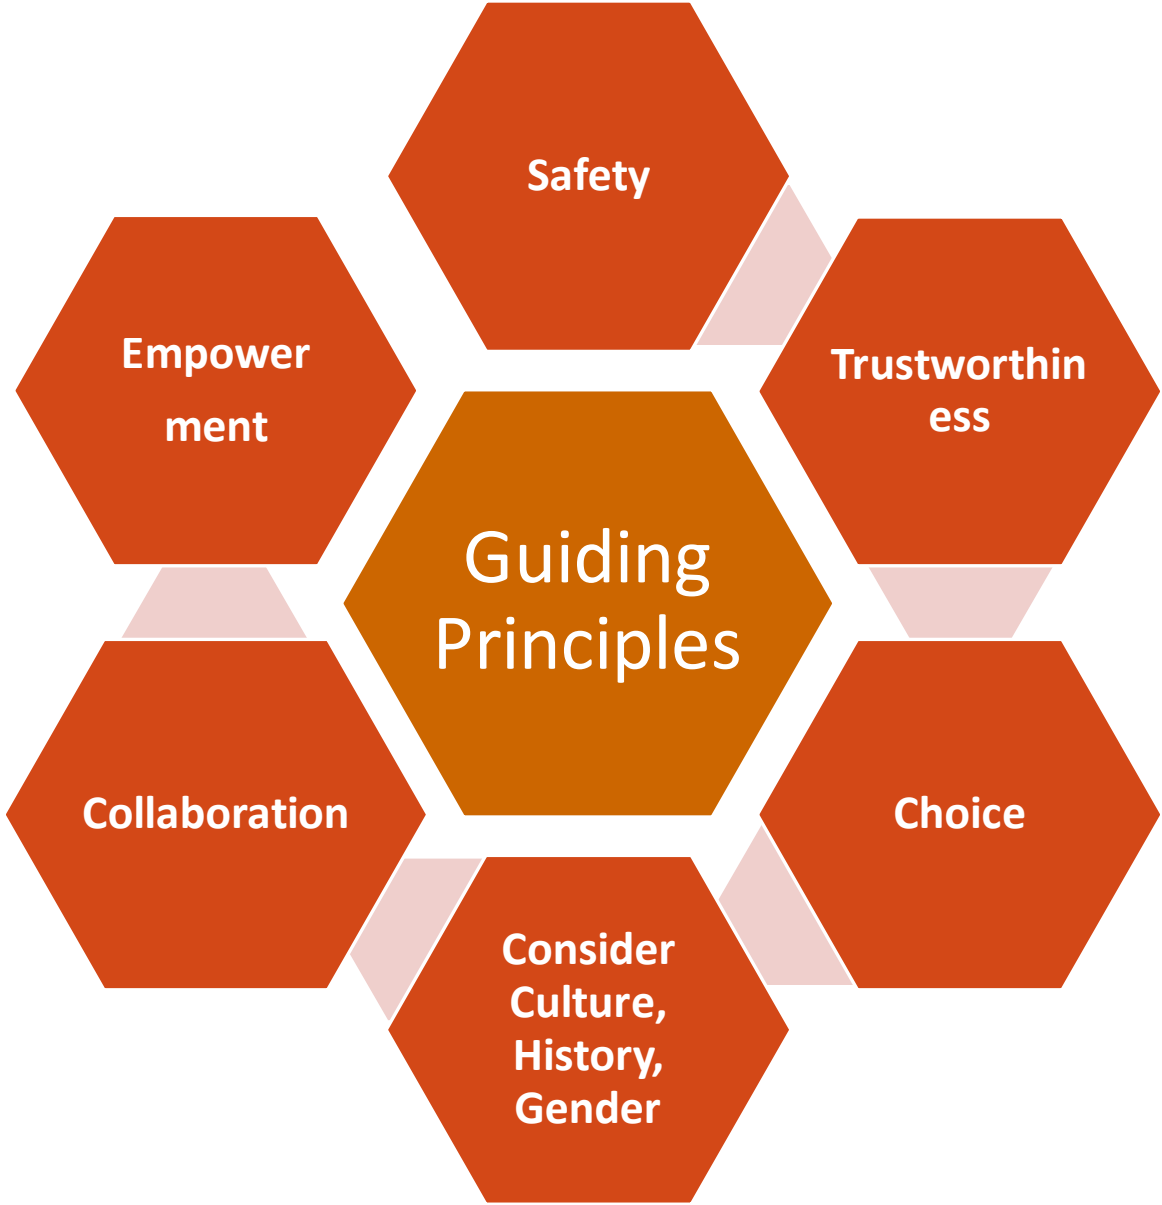 Safety
Trustworthin
ess
Choice
Consider
Culture,
History,
Gender
Collaboration
Empower
ment
Guiding
Principles